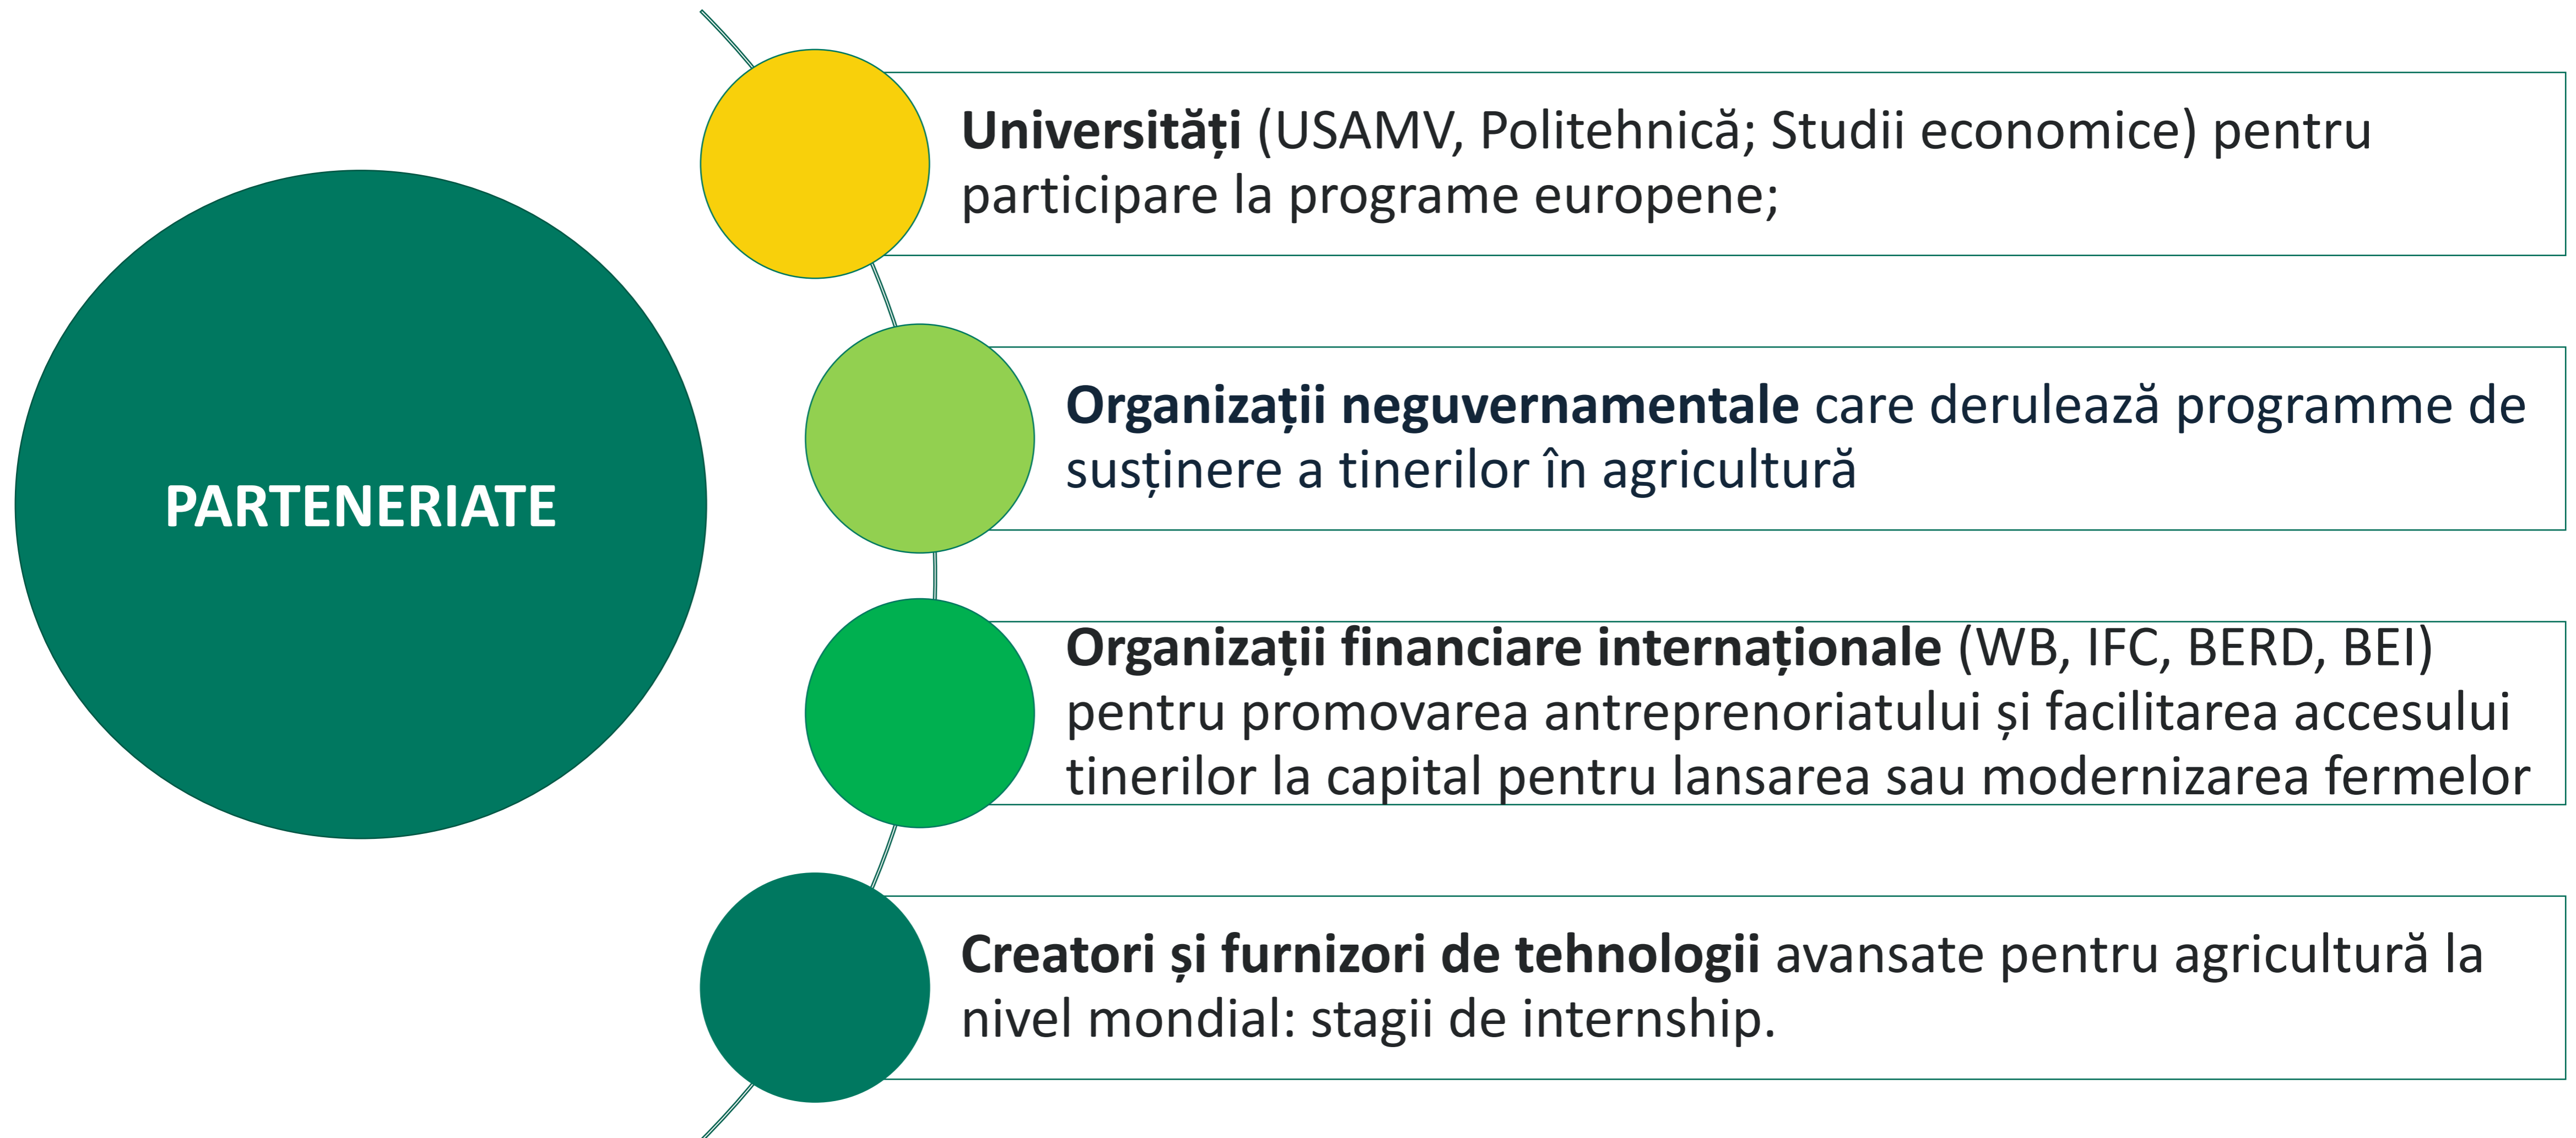 PARTENERIATE
Universități (USAMV, Politehnică; Studii economice) pentru
participare la programe europene;
Organizații neguvernamentale care derulează programme de
susținere a tinerilor în agricultură
Organizații financiare internaționale (WB, IFC, BERD, BEI)
pentru promovarea antreprenoriatului și facilitarea accesului
tinerilor la capital pentru lansarea sau modernizarea fermelor
Creatori și furnizori de tehnologii avansate pentru agricultură la
nivel mondial: stagii de internship.